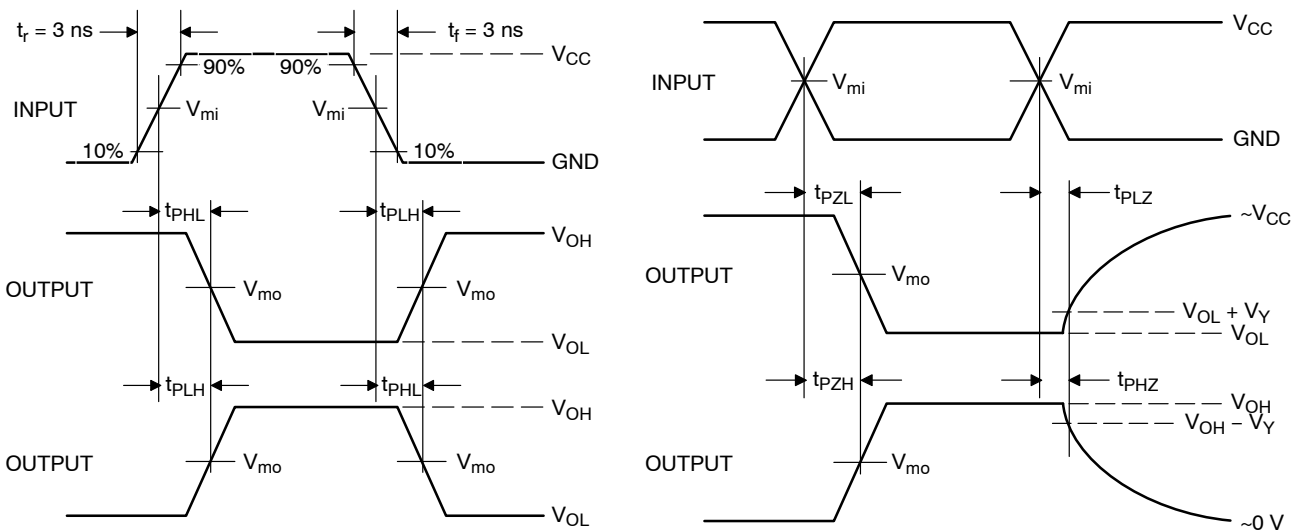 t_r = 3 ns
t_f = 3 ns
V_CC
90%
90%
INPUT
V_mi
V_mi
10%
10%
GND
t_PHL
t_PLH
V_OH
OUTPUT
V_mo
V_mo
V_OL
t_PLH
t_PHL
V_OH
OUTPUT
V_mo
V_mo
V_OL
V_CC
INPUT
V_mi
V_mi
GND
t_PZL
t_PLZ
~V_CC
OUTPUT
V_mo
V_OL + V_Y
V_OL
t_PZH
t_PHZ
V_OH
V_OH – V_Y
OUTPUT
V_mo
~0 V